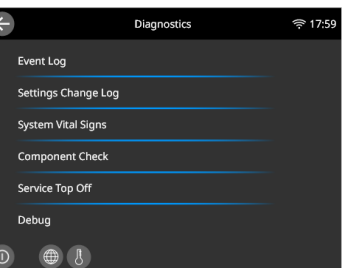 Diagnostics 17:59
Event Log
Settings Change Log
System Vital Signs
Component Check
Service Top Off
Debug